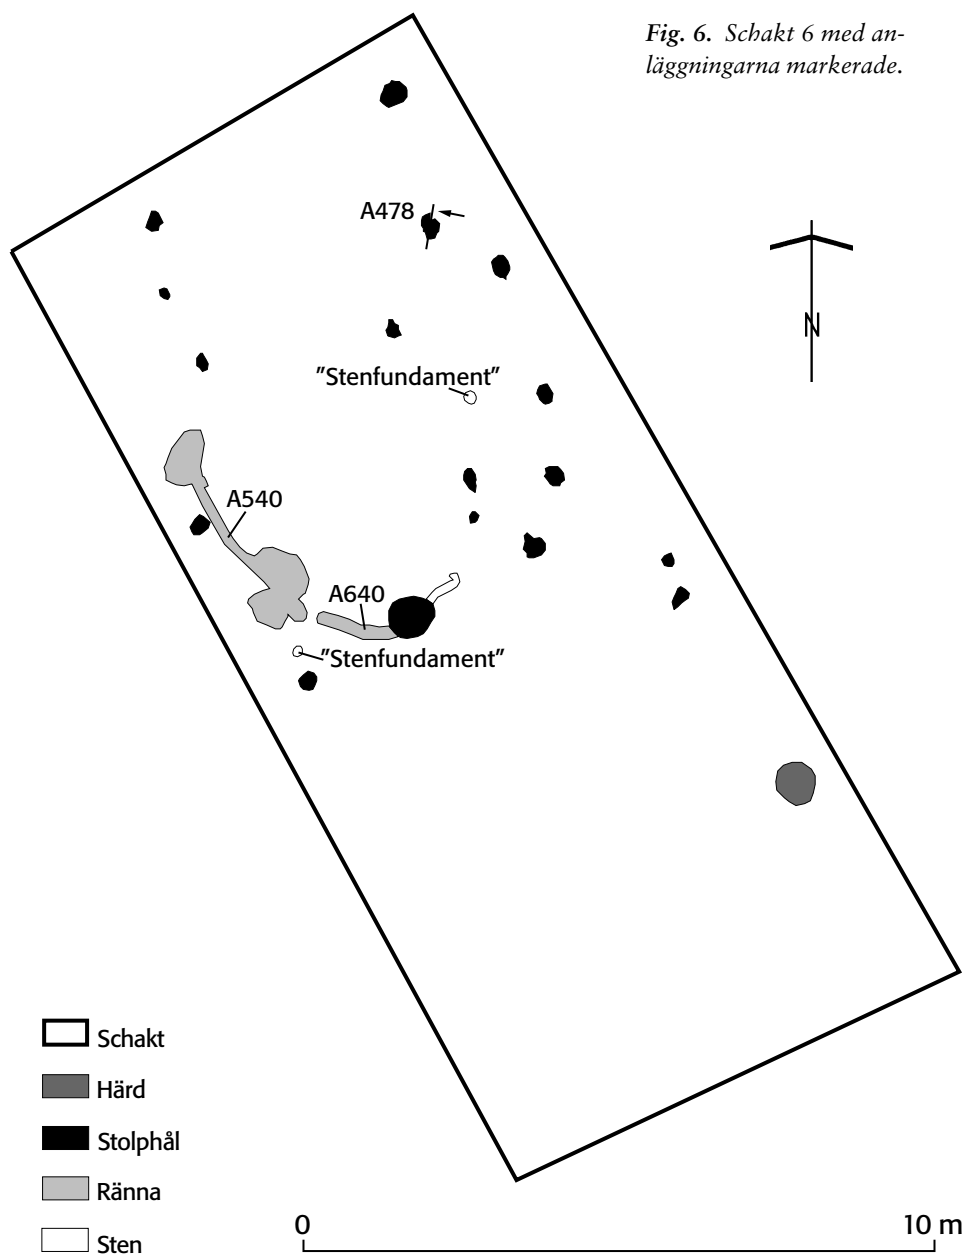 Fig. 6. Schakt 6 med an-
läggningarna markerade.
A478
N
"Stenfundament"
A540
A640
"Stenfundament"
Schakt
Härd
Stolphål
Ränna
Sten
0 10 m